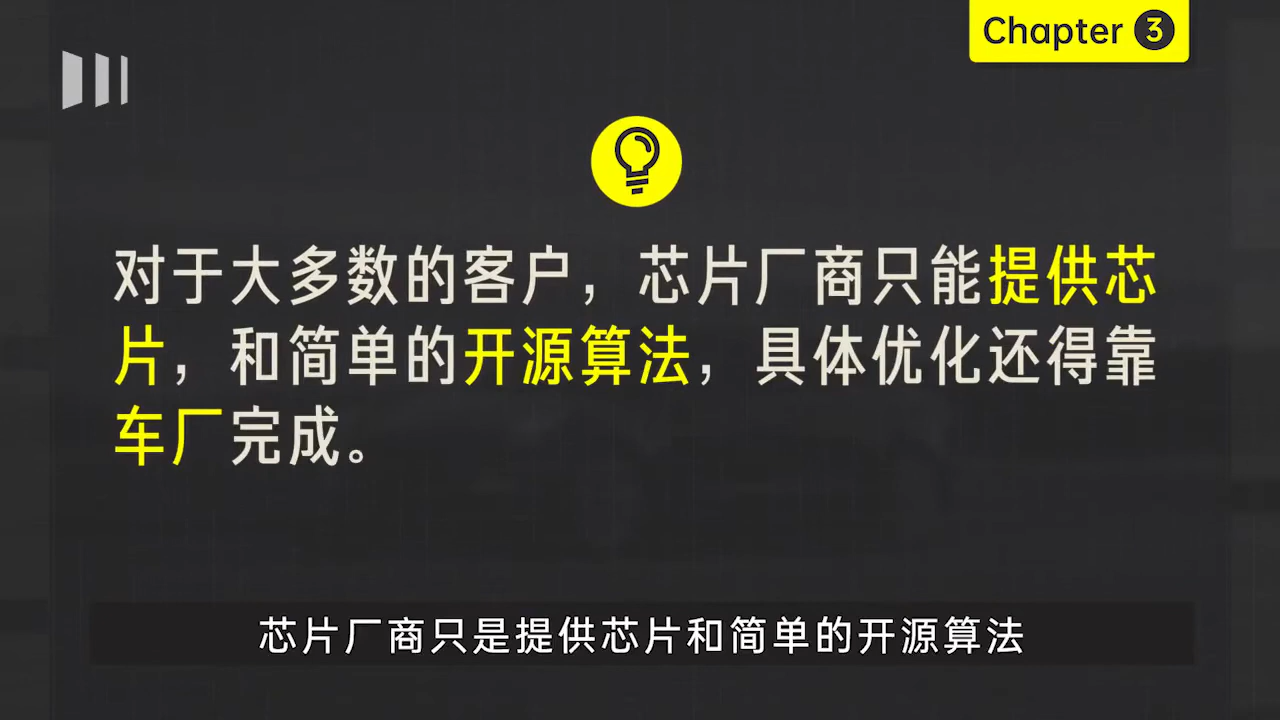 Chapter 3
对于大多数的客户，芯片厂商只能提供芯
片，和简单的开源算法，具体优化还得靠
车厂完成。
芯片厂商只是提供芯片和简单的开源算法